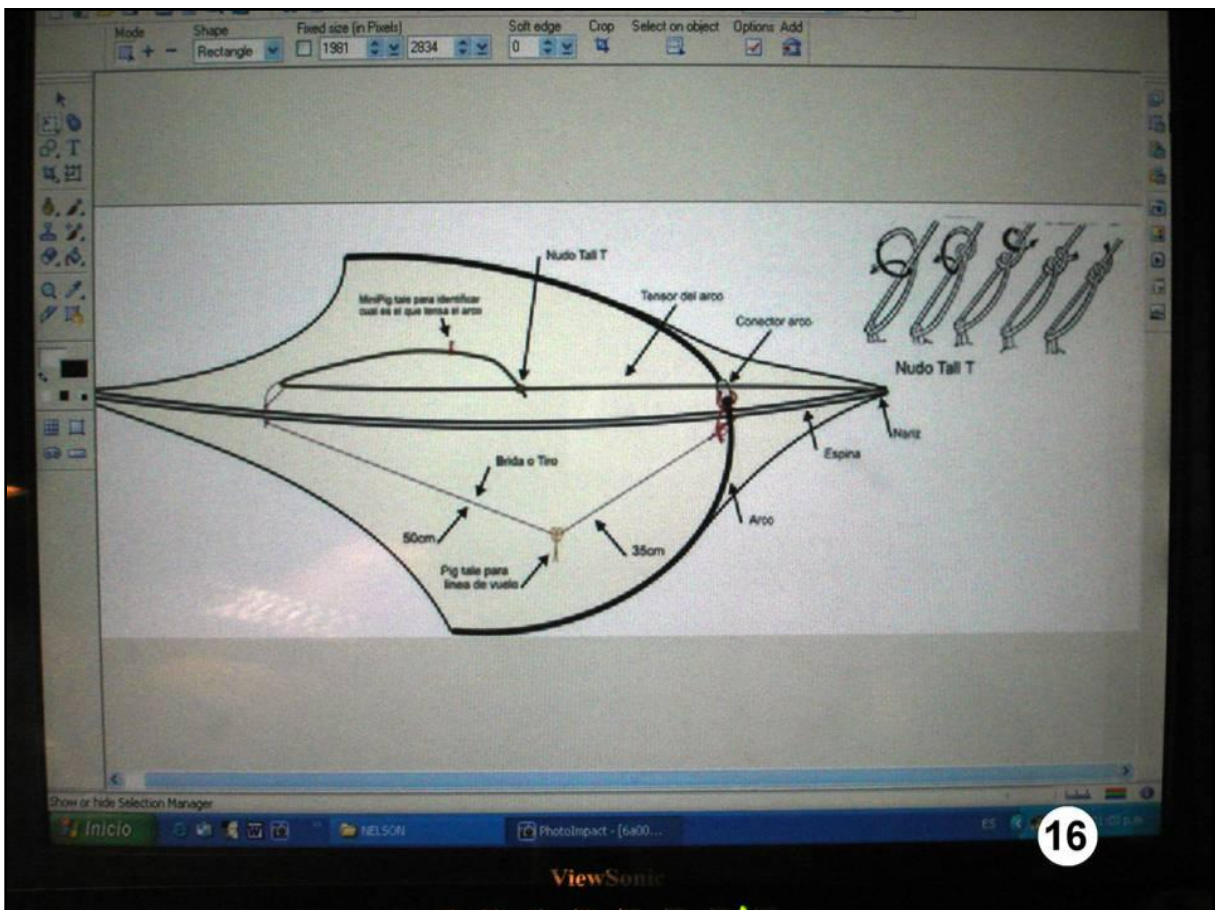 Mode
Shape
Fixed size (in Pixels)
Soft edge
Crop
Select on object
Options
Add
Rectangle
1981
2834
0
Nudo Tall T
MiniPig tale para identificar
cual es el que tensa el arco
Tensor del arco
Conector arco
Nudo Tall T
Nariz
Espina
Brida o Tiro
Arco
50cm
35cm
Pig tale para
linea de vuelo
Show or hide Selection Manager
Inicio
NELSON
PhotoImpact - [6a00...
ES
16
ViewSonic